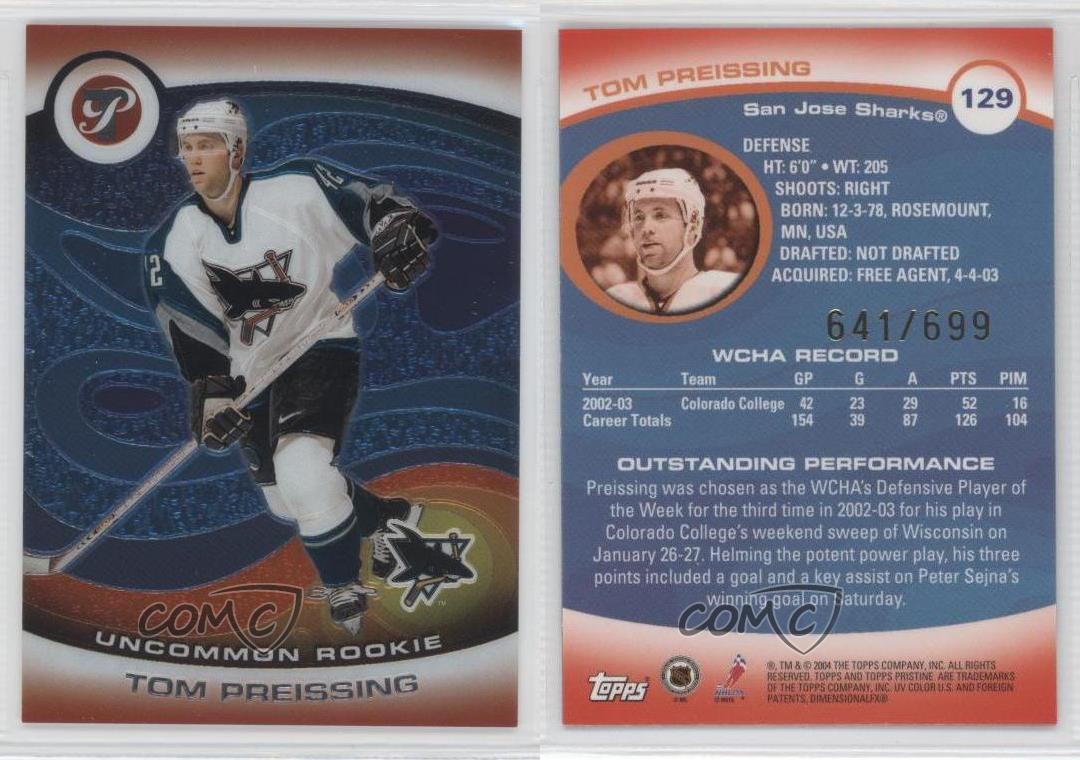 P
42
42
COMC
UNCOMMON ROOKIE
TOM PREISSING
TOM PREISSING
129
San Jose Sharks®
DEFENSE
HT: 6'0" • WT: 205
SHOOTS: RIGHT
BORN: 12-3-78, ROSEMOUNT,
MN, USA
DRAFTED: NOT DRAFTED
ACQUIRED: FREE AGENT, 4-4-03
641/699
WCHA RECORD
Year Team GP G A PTS PIM
2002-03 Colorado College 42 23 29 52 16
Career Totals 154 39 87 126 104
OUTSTANDING PERFORMANCE
Preissing was chosen as the WCHA's Defensive Player of
the Week for the third time in 2002-03 for his play in
Colorado College's weekend sweep of Wisconsin on
January 26-27. Helming the potent power play, his three
points included a goal and a key assist on Peter Sejna's
winning goal on Saturday.
COMC
Topps
®, TM & © 2004 THE TOPPS COMPANY, INC. ALL RIGHTS
RESERVED. TOPPS AND TOPPS PRISTINE ARE TRADEMARKS
OF THE TOPPS COMPANY, INC. UV COLOR U.S. AND FOREIGN
PATENTS, DIMENSIONALFX®